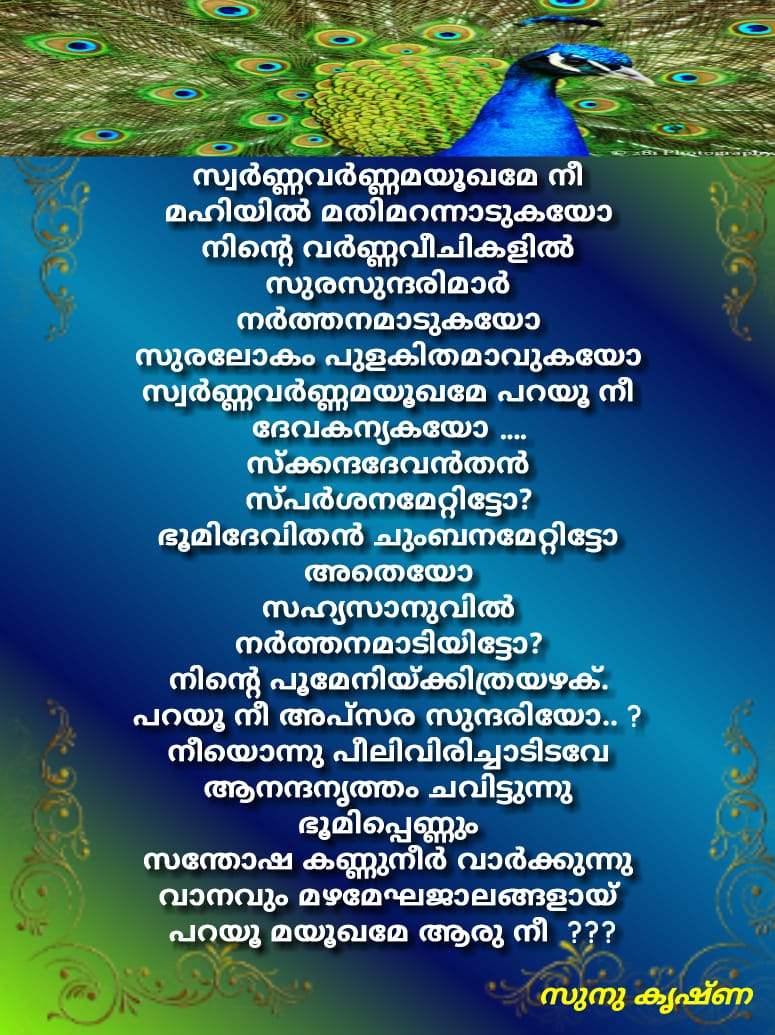 © 281 Photography
സ്വർണ്ണവർണ്ണമയൂഖമേ നീ
മഹിയിൽ മതിമറന്നാടുകയോ
നിന്റെ വർണ്ണവീചികളിൽ
സുരസുന്ദരിമാർ
നർത്തനമാടുകയോ
സുരലോകം പുളകിതമാവുകയോ
സ്വർണ്ണവർണ്ണമയൂഖമേ പറയൂ നീ
ദേവകന്യകയോ ....
സ്ക്കന്ദദേവൻതൻ
സ്പർശനമേറ്റിട്ടോ?
ഭൂമിദേവിതൻ ചുംബനമേറ്റിട്ടോ
അതെയോ
സഹ്യസാനുവിൽ
നർത്തനമാടിയിട്ടോ?
നിന്റെ പൂമേനിയ്ക്കിത്രയഴക്.
പറയൂ നീ അപ്സര സുന്ദരിയോ.. ?
നീയൊന്നു പീലിവിരിച്ചാടിടവേ
ആനന്ദനൃത്തം ചവിട്ടുന്നു
ഭൂമിപ്പെണ്ണും
സന്തോഷ കണ്ണുനീർ വാർക്കുന്നു
വാനവും മഴമേഘജാലങ്ങളായ്
പറയൂ മയൂഖമേ ആരു നീ ???
സുനു കൃഷ്ണ